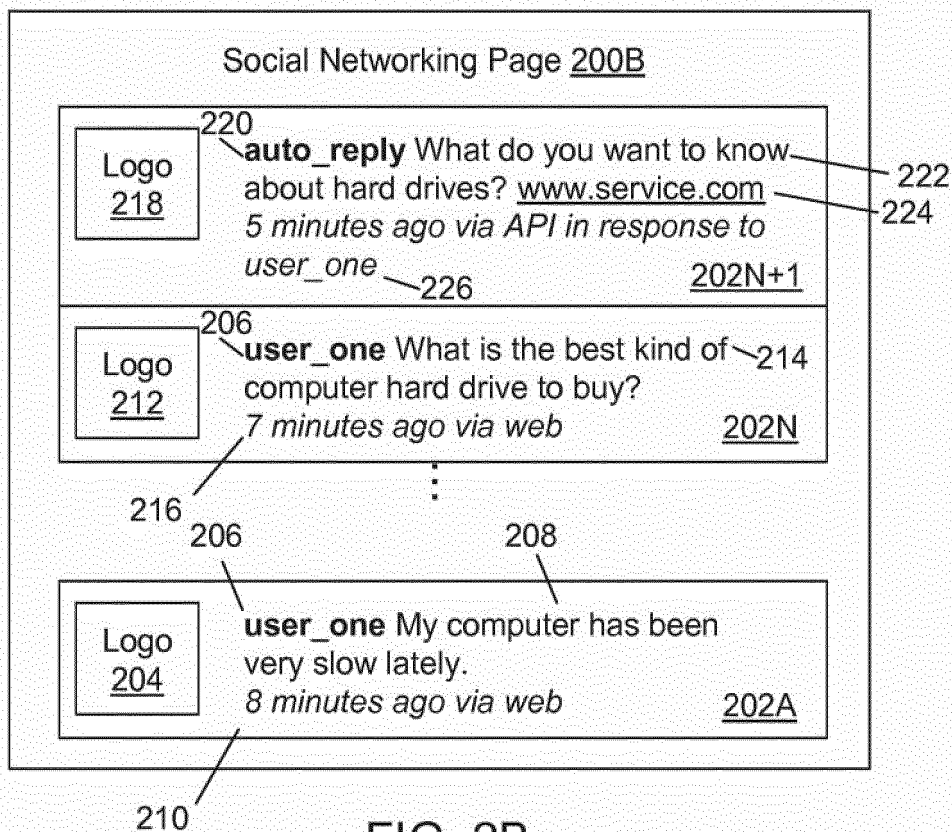 Social Networking Page 200B
220
Logo
218
auto_reply What do you want to know
about hard drives? www.service.com
5 minutes ago via API in response to
user_one
222
224
226
202N+1
206
Logo
212
user_one What is the best kind of
computer hard drive to buy?
7 minutes ago via web
214
202N
216
206
208
Logo
204
user_one My computer has been
very slow lately.
8 minutes ago via web
202A
210
FIG. 2B